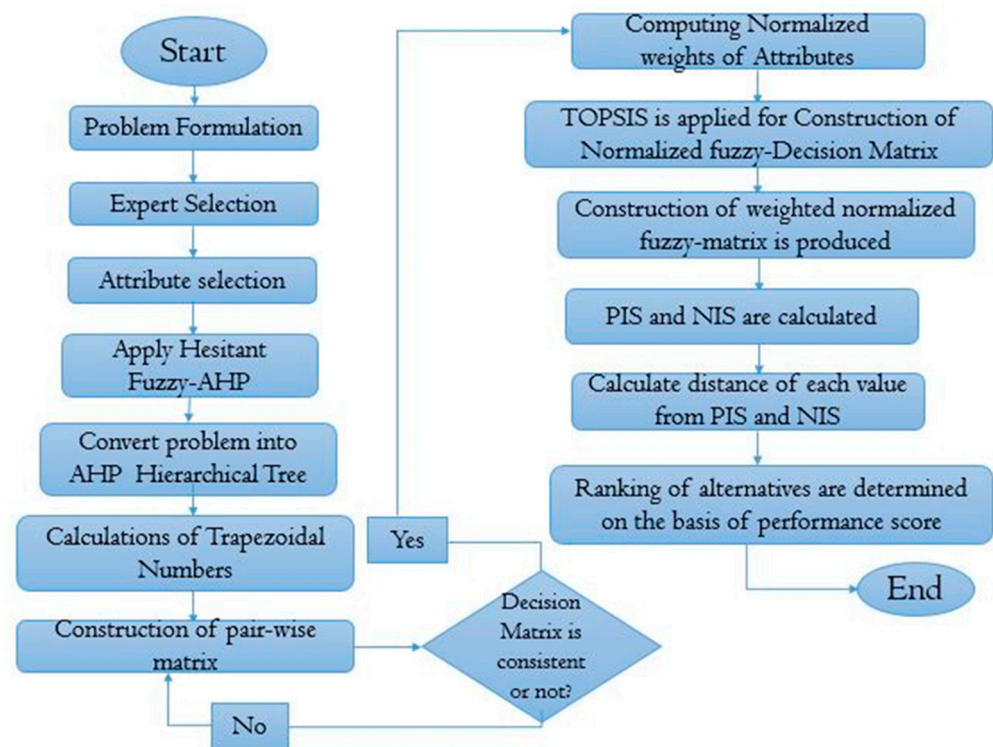 Start
Problem Formulation
Expert Selection
Attribute selection
Apply Hesitant
Fuzzy-AHP
Convert problem into
AHP Hierarchical Tree
Calculations of Trapezoidal
Numbers
Construction of pair-wise
matrix
No
Decision
Matrix is
consistent
or not?
Yes
Computing Normalized
weights of Attributes
TOPSIS is applied for Construction of
Normalized fuzzy-Decision Matrix
Construction of weighted normalized
fuzzy-matrix is produced
PIS and NIS are calculated
Calculate distance of each value
from PIS and NIS
Ranking of alternatives are determined
on the basis of performance score
End